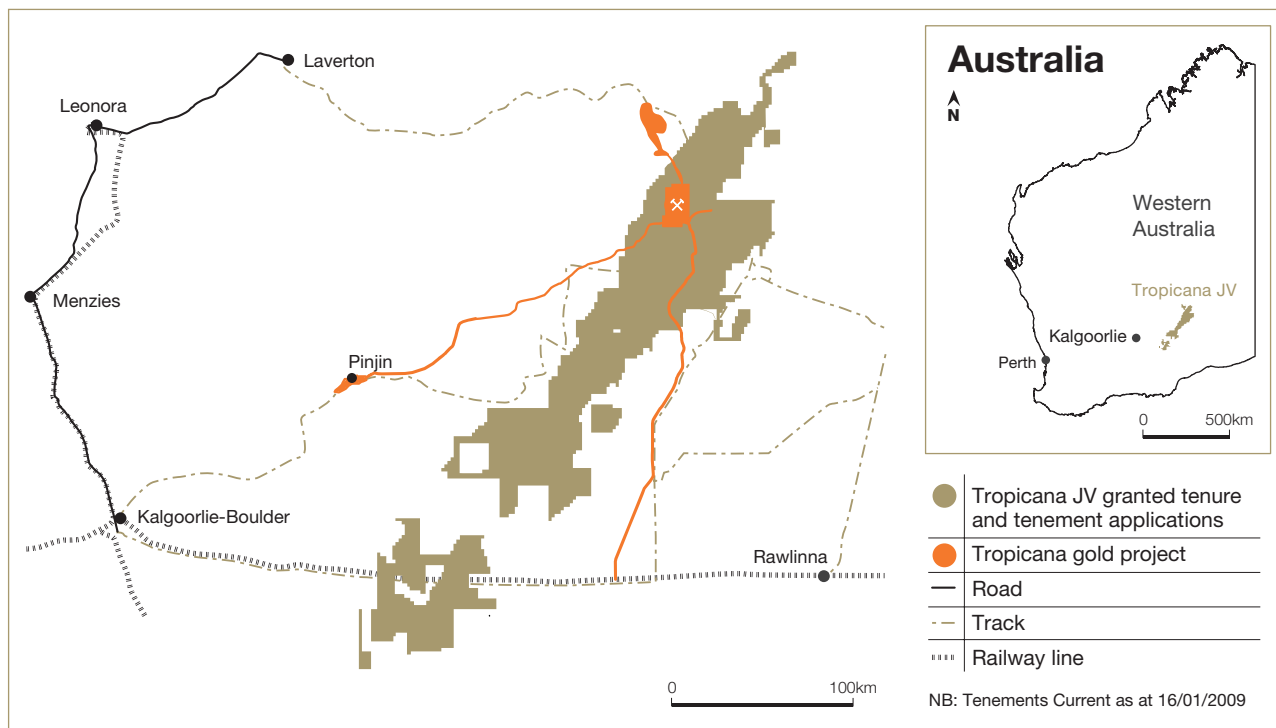 Laverton
Leonora
Menzies
Pinjin
Kalgoorlie-Boulder
Rawlinna
0 100km
Australia
N
Western
Australia
Tropicana JV
Kalgoorlie
Perth
0 500km
Tropicana JV granted tenure
and tenement applications
Tropicana gold project
Road
Track
Railway line
NB: Tenements Current as at 16/01/2009